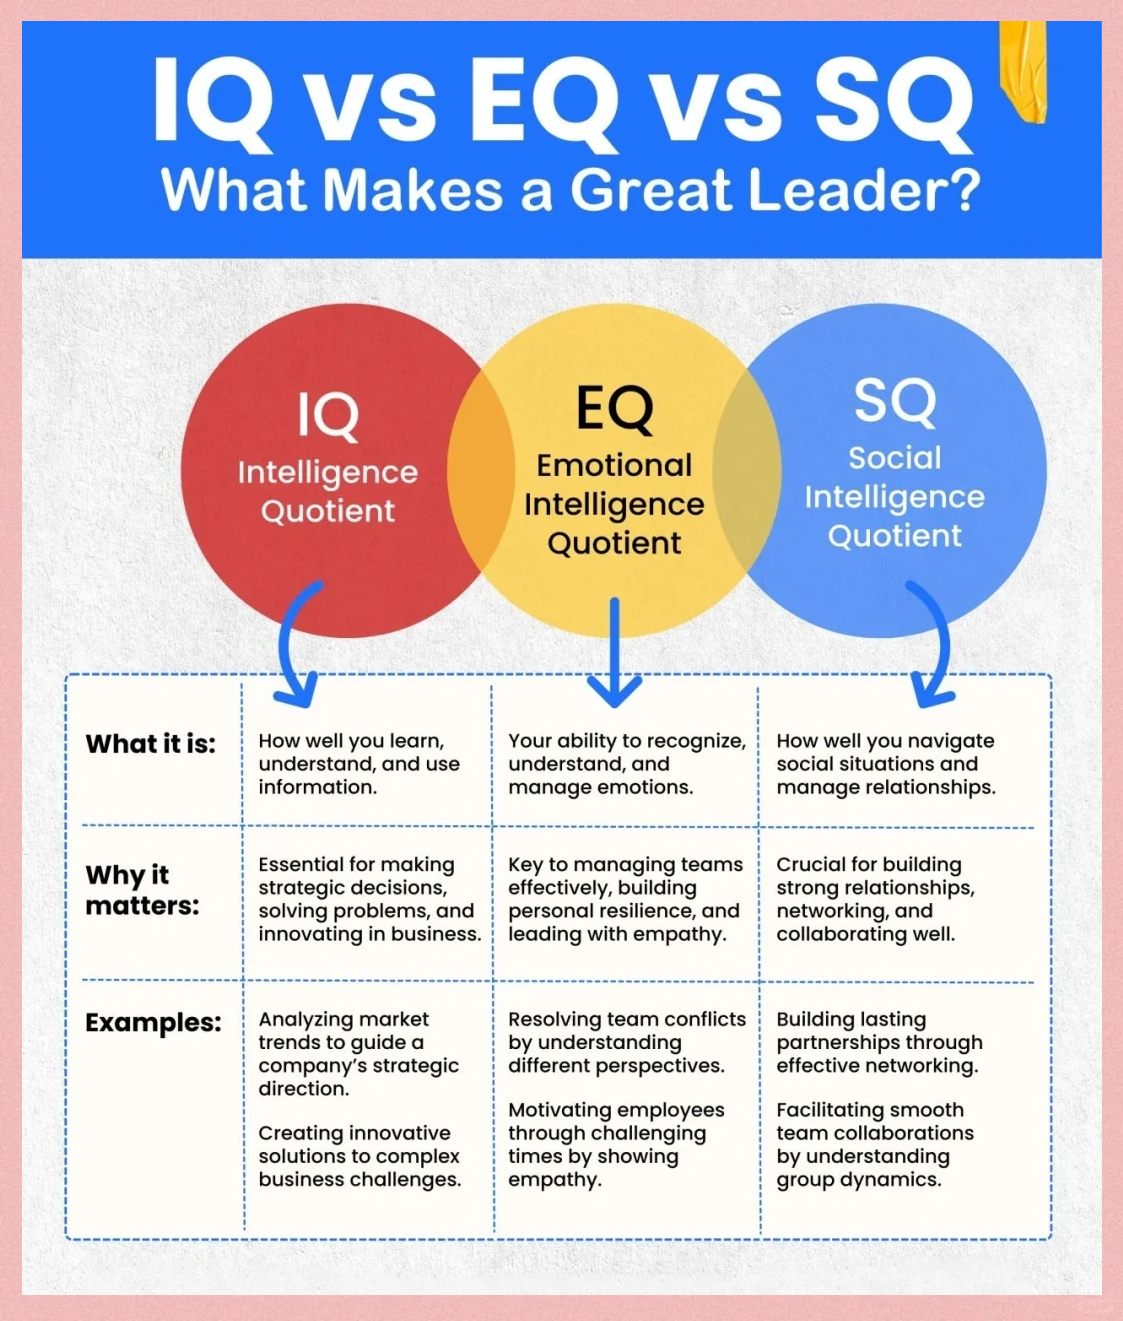 IQ vs EQ vs SQ
What Makes a Great Leader?
IQ
Intelligence
Quotient
EQ
Emotional
Intelligence
Quotient
SQ
Social
Intelligence
Quotient
What it is:
How well you learn,
understand, and use
information.
Your ability to recognize,
understand, and
manage emotions.
How well you navigate
social situations and
manage relationships.
Why it
matters:
Essential for making
strategic decisions,
solving problems, and
innovating in business.
Key to managing teams
effectively, building
personal resilience, and
leading with empathy.
Crucial for building
strong relationships,
networking, and
collaborating well.
Examples:
Analyzing market
trends to guide a
company’s strategic
direction.
Creating innovative
solutions to complex
business challenges.
Resolving team conflicts
by understanding
different perspectives.
Motivating employees
through challenging
times by showing
empathy.
Building lasting
partnerships through
effective networking.
Facilitating smooth
team collaborations
by understanding
group dynamics.